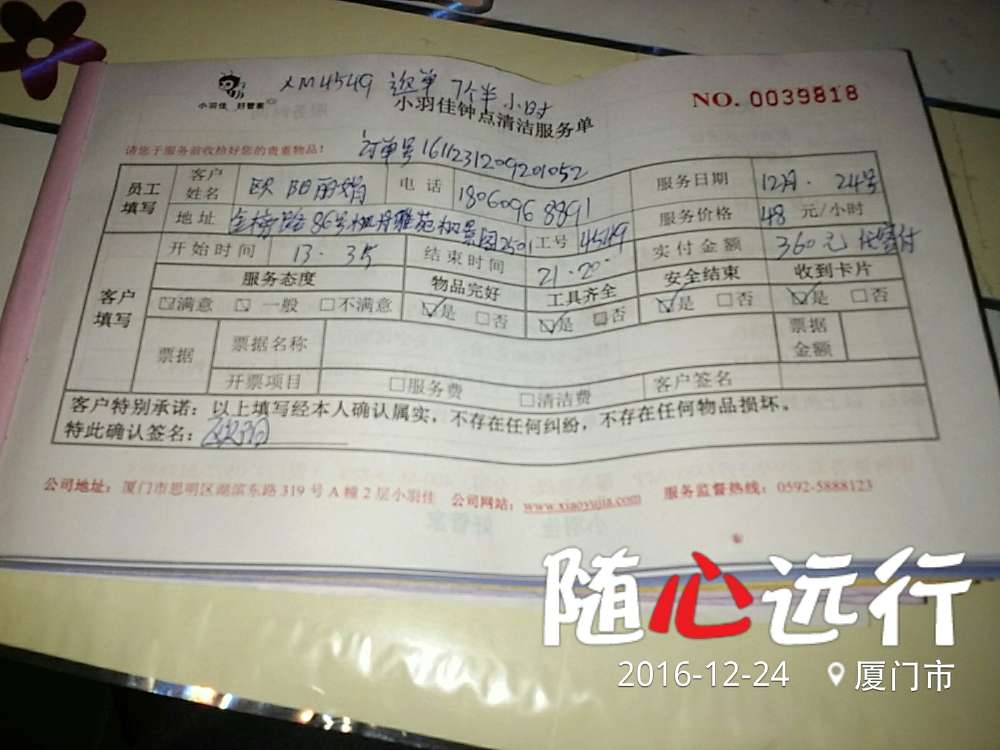 XM4549 返单 7个半小时
小羽佳 好管家
NO. 0039818
小羽佳钟点清洁服务单
请您于服务前收检好您的贵重物品！
订单号1611231209201052
员工填写 客户姓名 欧阳丽娟 电话 18060968891 服务日期 12月·24号
地址 金榜路86号 雅苑 2501 工号 4549 服务价格 48 元/小时
开始时间 13·35 结束时间 21·20 实付金额 360元
客户填写 服务态度 物品完好 工具齐全 安全结束 收到卡片
满意 一般 不满意 是 否 是 否 是 否 是 否
票据 票据名称 票据金额
开票项目 服务费 清洁费 客户签名
客户特别承诺：以上填写经本人确认属实，不存在任何纠纷，不存在任何物品损坏。
特此确认签名：
公司地址：厦门市思明区湖滨东路319号A幢2层小羽佳 公司网站：www.xiaoyujia.com 服务监督热线：0592-5888123
随心远行
2016-12-24 厦门市